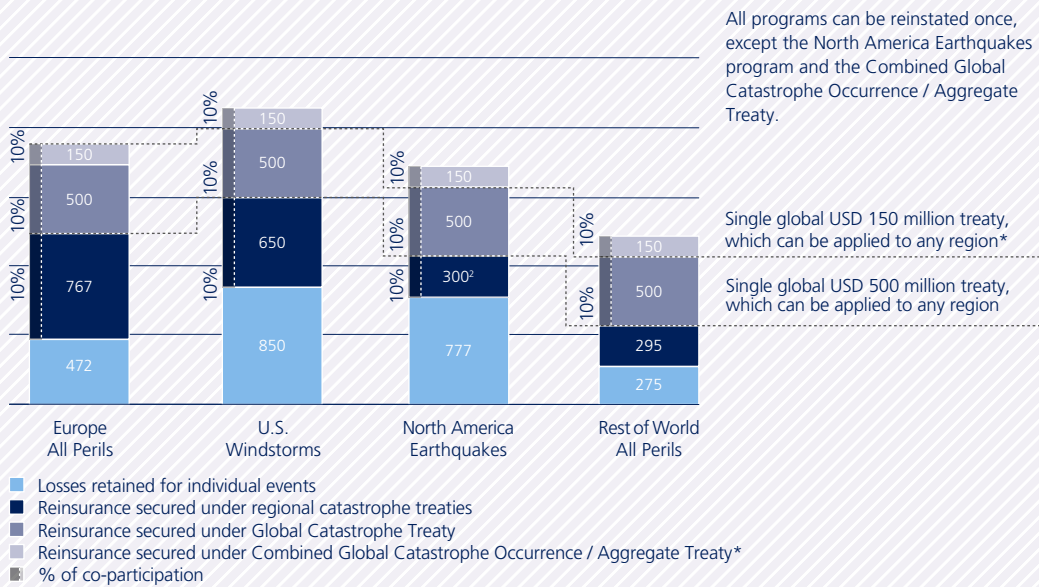 All programs can be reinstated once,
except the North America Earthquakes
program and the Combined Global
Catastrophe Occurrence / Aggregate
Treaty.
10%
150
10%
500
10%
767
472
10%
150
10%
500
10%
650
850
10%
150
10%
500
10%
300²
777
10%
150
10%
500
295
275
Single global USD 150 million treaty,
which can be applied to any region*
Single global USD 500 million treaty,
which can be applied to any region
Europe
All Perils
U.S.
Windstorms
North America
Earthquakes
Rest of World
All Perils
Losses retained for individual events
Reinsurance secured under regional catastrophe treaties
Reinsurance secured under Global Catastrophe Treaty
Reinsurance secured under Combined Global Catastrophe Occurrence / Aggregate Treaty*
% of co-participation